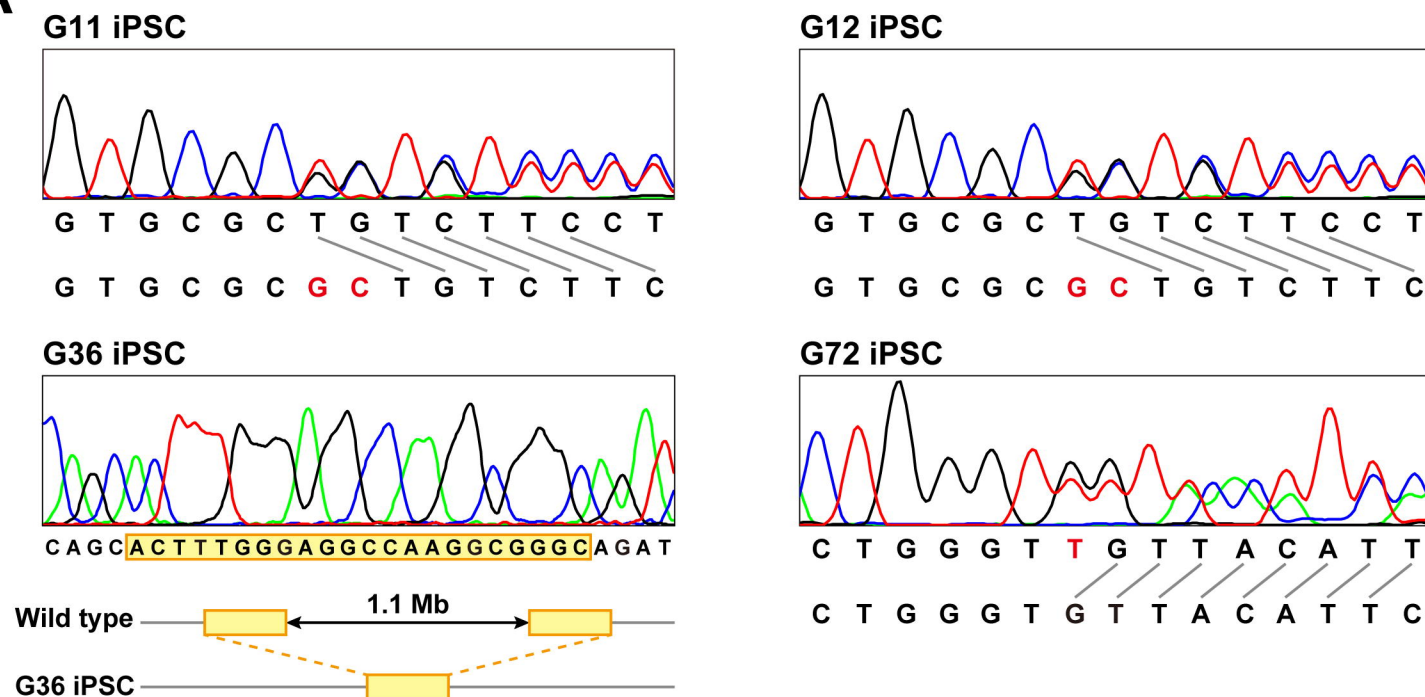 G11 iPSC
G T G C G C T G T C T T C C T
G T G C G C G C T G T C T T C
G12 iPSC
G T G C G C T G T C T T C C T
G T G C G C G C T G T C T T C
G36 iPSC
C A G C A C T T T G G G A G G C C A A G G C G G G C A G A T
Wild type
1.1 Mb
G36 iPSC
G72 iPSC
C T G G G T T G T T A C A T T
C T G G G T G T T A C A T T C